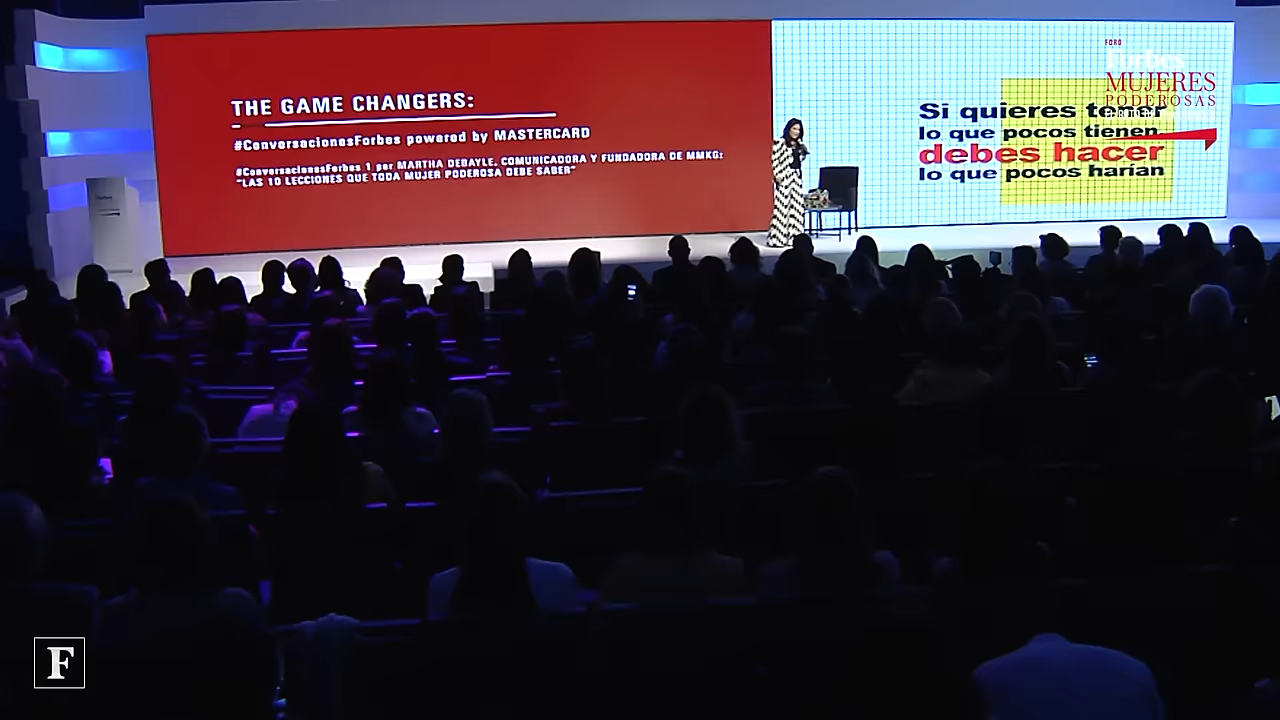 THE GAME CHANGERS:
#ConversacionesForbes powered by MASTERCARD
#ConversacionesForbes 1 por MARTHA DEBAYLE, COMUNICADORA Y FUNDADORA DE MMKG:
"LAS 10 LECCIONES QUE TODA MUJER PODEROSA DEBE SABER"
FORO
Forbes
MUJERES
PODEROSAS
Si quieres tener
lo que pocos tienen
debes hacer
lo que pocos harían
F